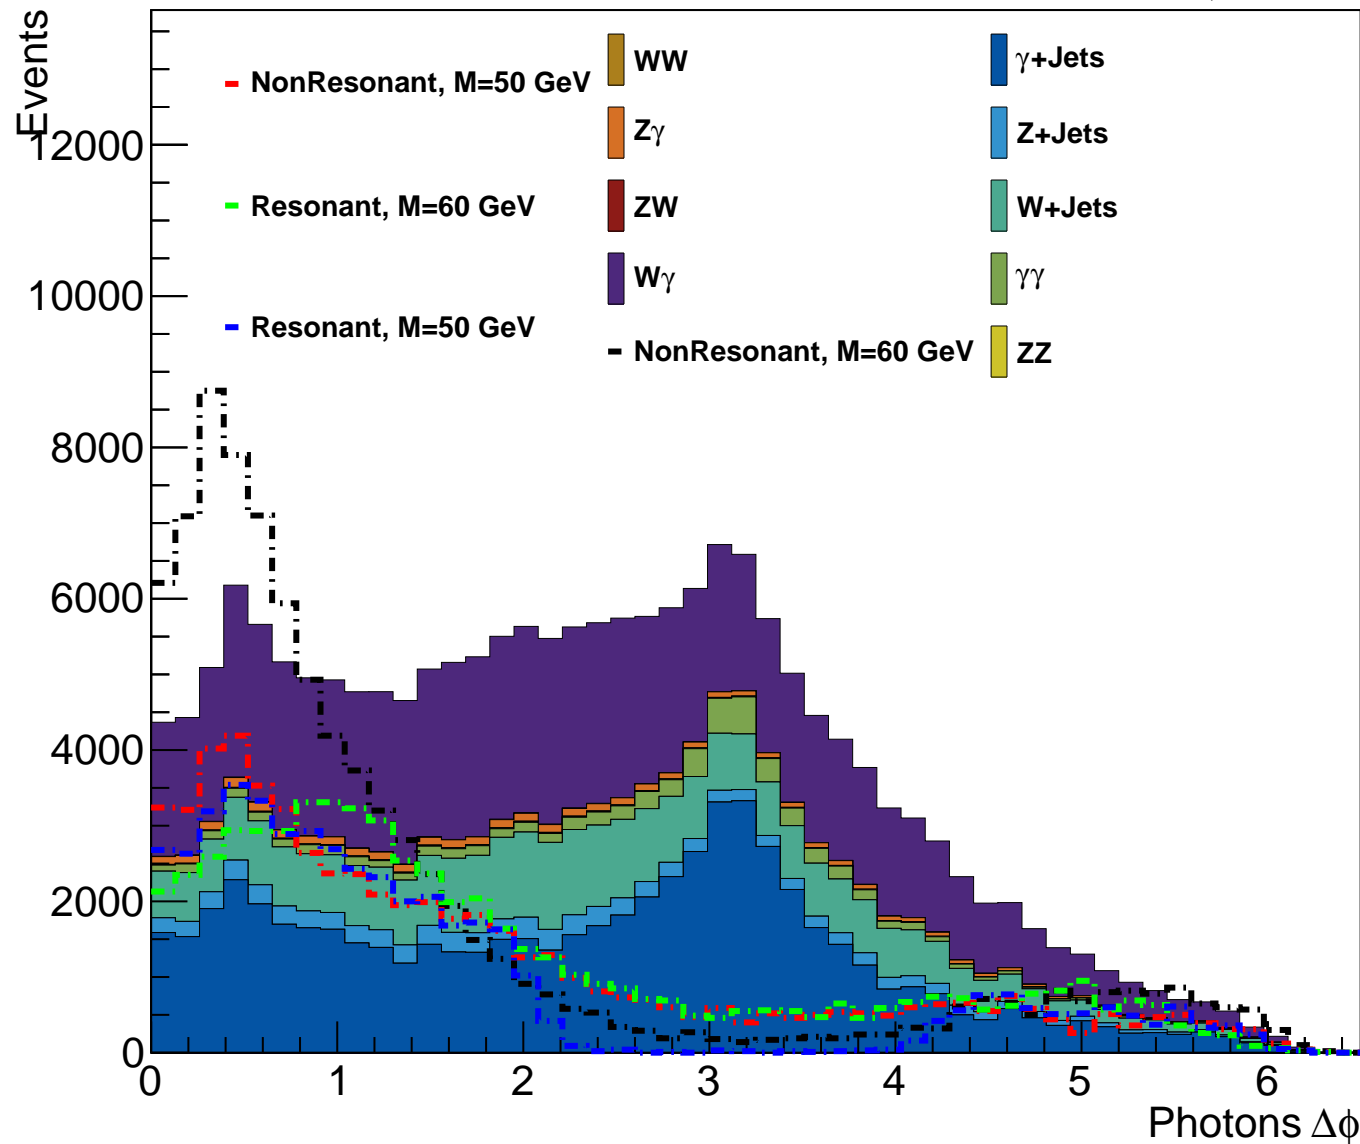 Events
NonResonant, M=50 GeV
Resonant, M=60 GeV
Resonant, M=50 GeV
WW
Zγ
ZW
Wγ
NonResonant, M=60 GeV
γ+Jets
Z+Jets
W+Jets
γγ
ZZ
12000
10000
8000
6000
4000
2000
0
0 1 2 3 4 5 6
Photons Δϕ